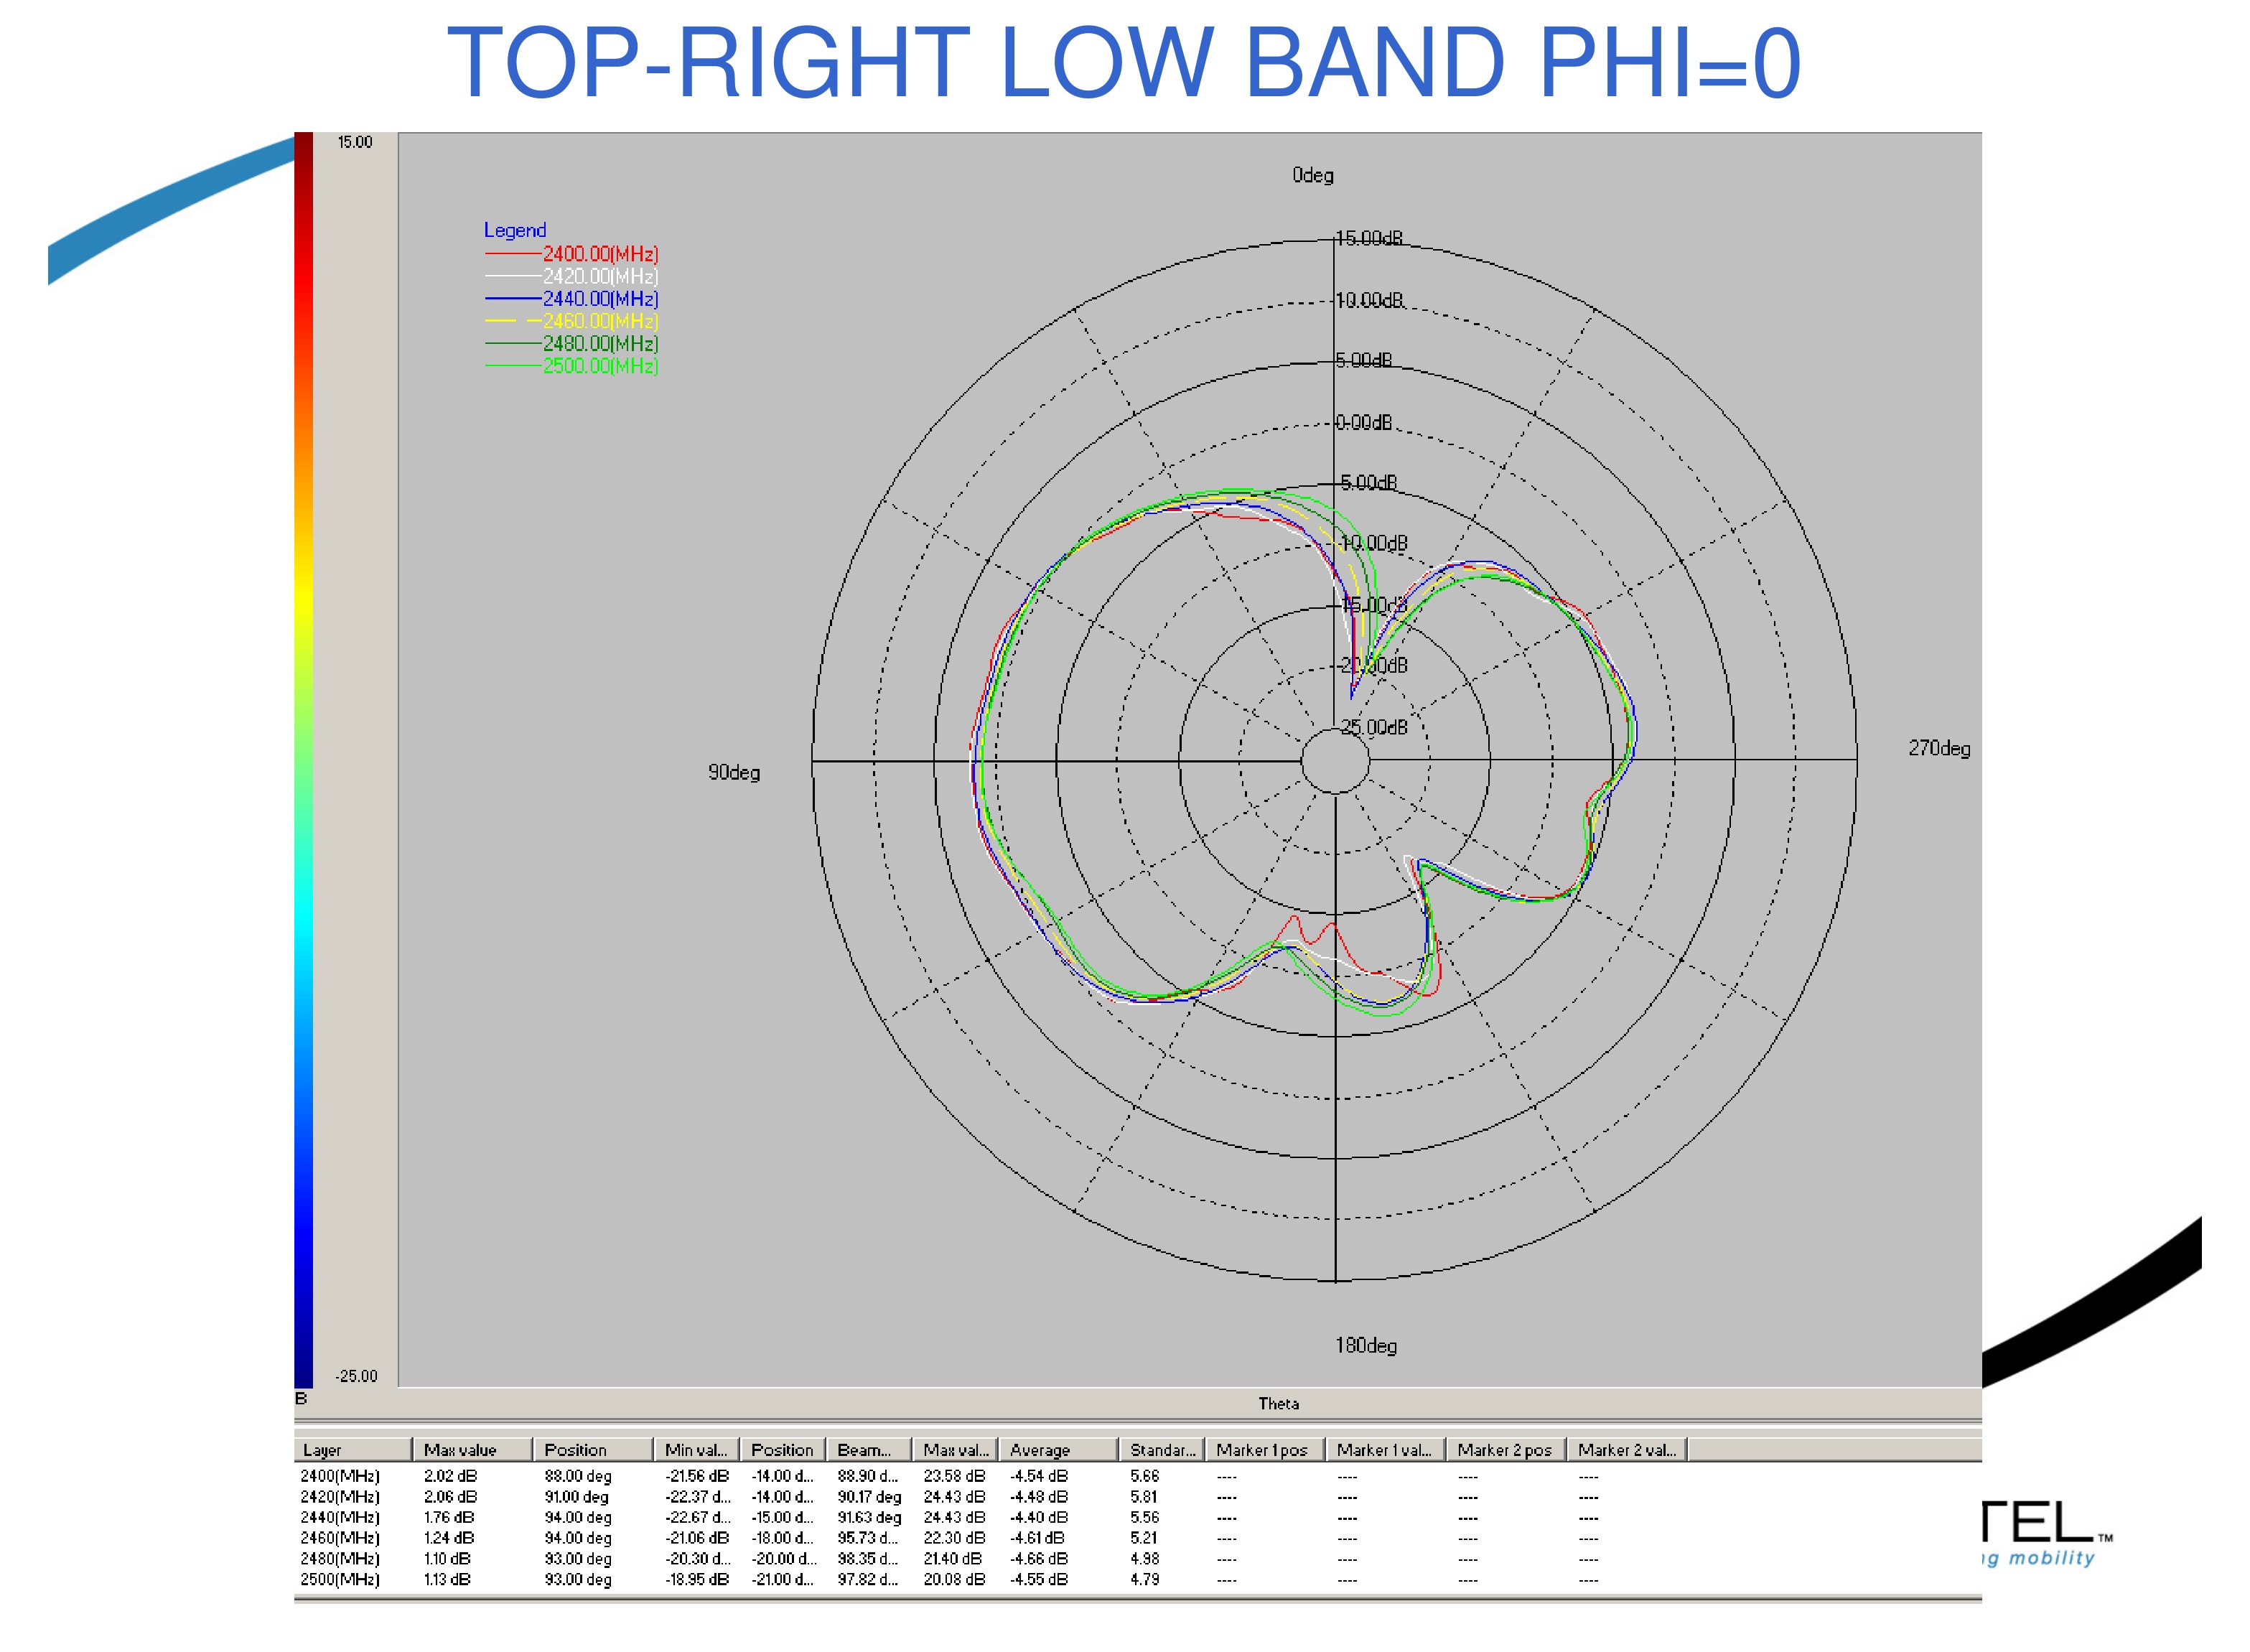 TOP-RIGHT LOW BAND PHI=0
15.00
0deg
Legend
2400.00(MHz)
2420.00(MHz)
2440.00(MHz)
2460.00(MHz)
2480.00(MHz)
2500.00(MHz)
15.00dB
10.00dB
5.00dB
0.00dB
-5.00dB
-10.00dB
-15.00dB
-20.00dB
-25.00dB
90deg
270deg
180deg
-25.00
B
Theta
Layer Max value Position Min val... Position Beam... Max val... Average Standar... Marker 1 pos Marker 1 val... Marker 2 pos Marker 2 val...
2400(MHz) 2.02 dB 88.00 deg -21.56 dB -14.00 d... 88.90 d... 23.58 dB -4.54 dB 5.66 ---- ---- ---- ----
2420(MHz) 2.06 dB 91.00 deg -22.37 d... -14.00 d... 90.17 deg 24.43 dB -4.48 dB 5.81 ---- ---- ---- ----
2440(MHz) 1.76 dB 94.00 deg -22.67 d... -15.00 d... 91.63 deg 24.43 dB -4.40 dB 5.56 ---- ---- ---- ----
2460(MHz) 1.24 dB 94.00 deg -21.06 dB -18.00 d... 95.73 d... 22.30 dB -4.61 dB 5.21 ---- ---- ---- ----
2480(MHz) 1.10 dB 93.00 deg -20.30 d... -20.00 d... 98.35 d... 21.40 dB -4.66 dB 4.98 ---- ---- ---- ----
2500(MHz) 1.13 dB 93.00 deg -18.95 dB -21.00 d... 97.82 d... 20.08 dB -4.55 dB 4.79 ---- ---- ---- ----
TEL™
ng mobility